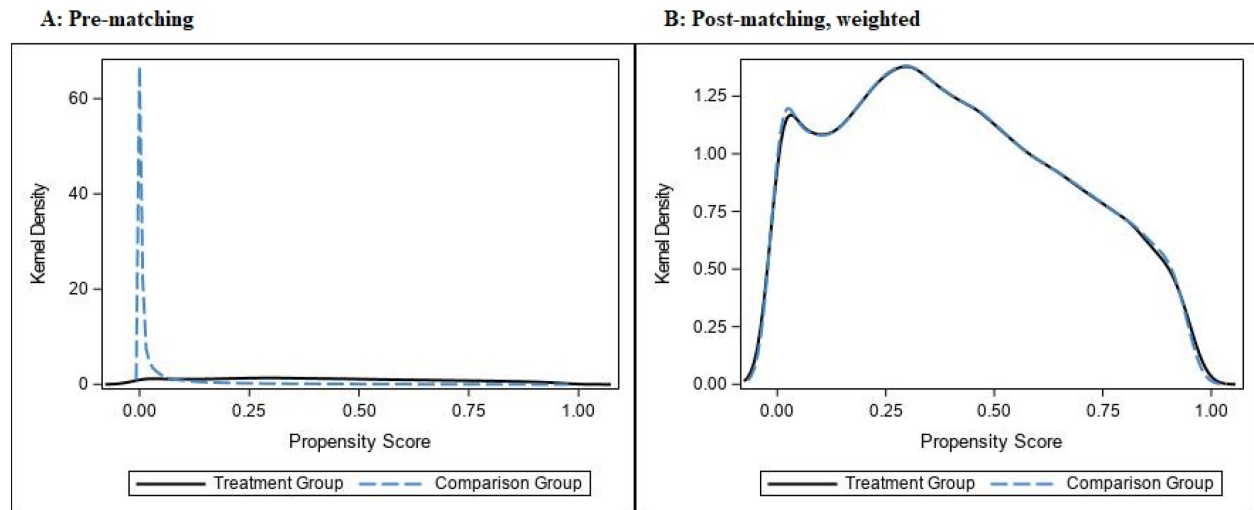 A: Pre-matching
60
40
20
0
Kernel Density
0.00 0.25 0.50 0.75 1.00
Propensity Score
Treatment Group Comparison Group
B: Post-matching, weighted
1.25
1.00
0.75
0.50
0.25
0.00
Kernel Density
0.00 0.25 0.50 0.75 1.00
Propensity Score
Treatment Group Comparison Group